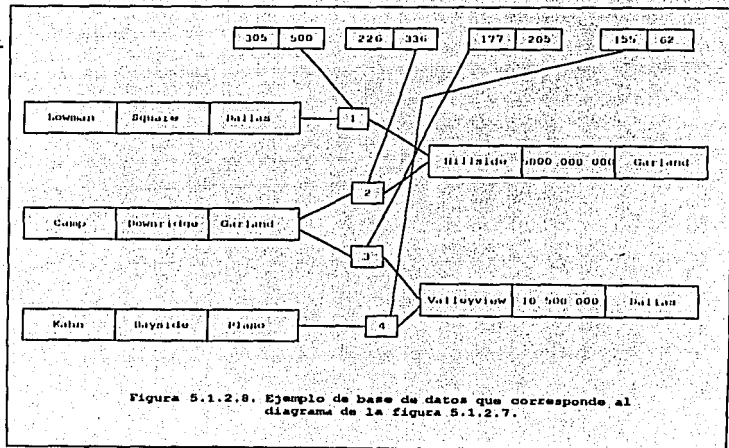 305 500 226 336 177 205 155 62
Lowman Square Dallas 1
Hillside 000 000 Garland
2
Camp Downridge Garland
3
Valleyview 10 500 000 Dallas
Kahn Bayside Plano 4
Figura 5.1.2.8. Ejemplo de base de datos que corresponde al
diagrama de la figura 5.1.2.7.